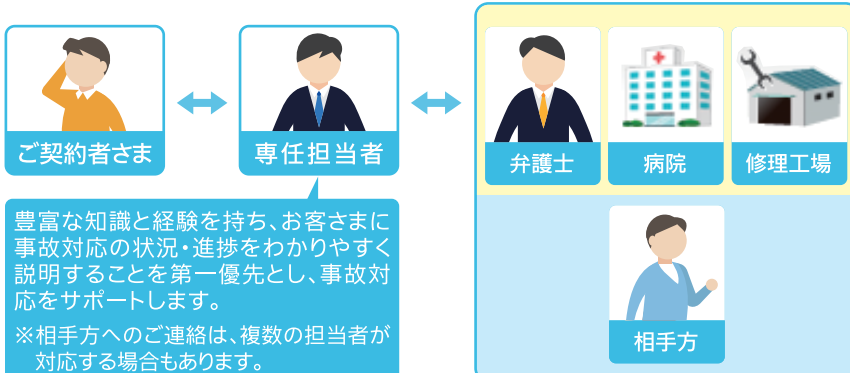 ご契約者さま
専任担当者
弁護士
病院
修理工場
豊富な知識と経験を持ち、お客さまに
事故対応の状況・進捗をわかりやすく
説明することを第一優先とし、事故対
応をサポートします。
※相手方へのご連絡は、複数の担当者が
対応する場合もあります。
相手方